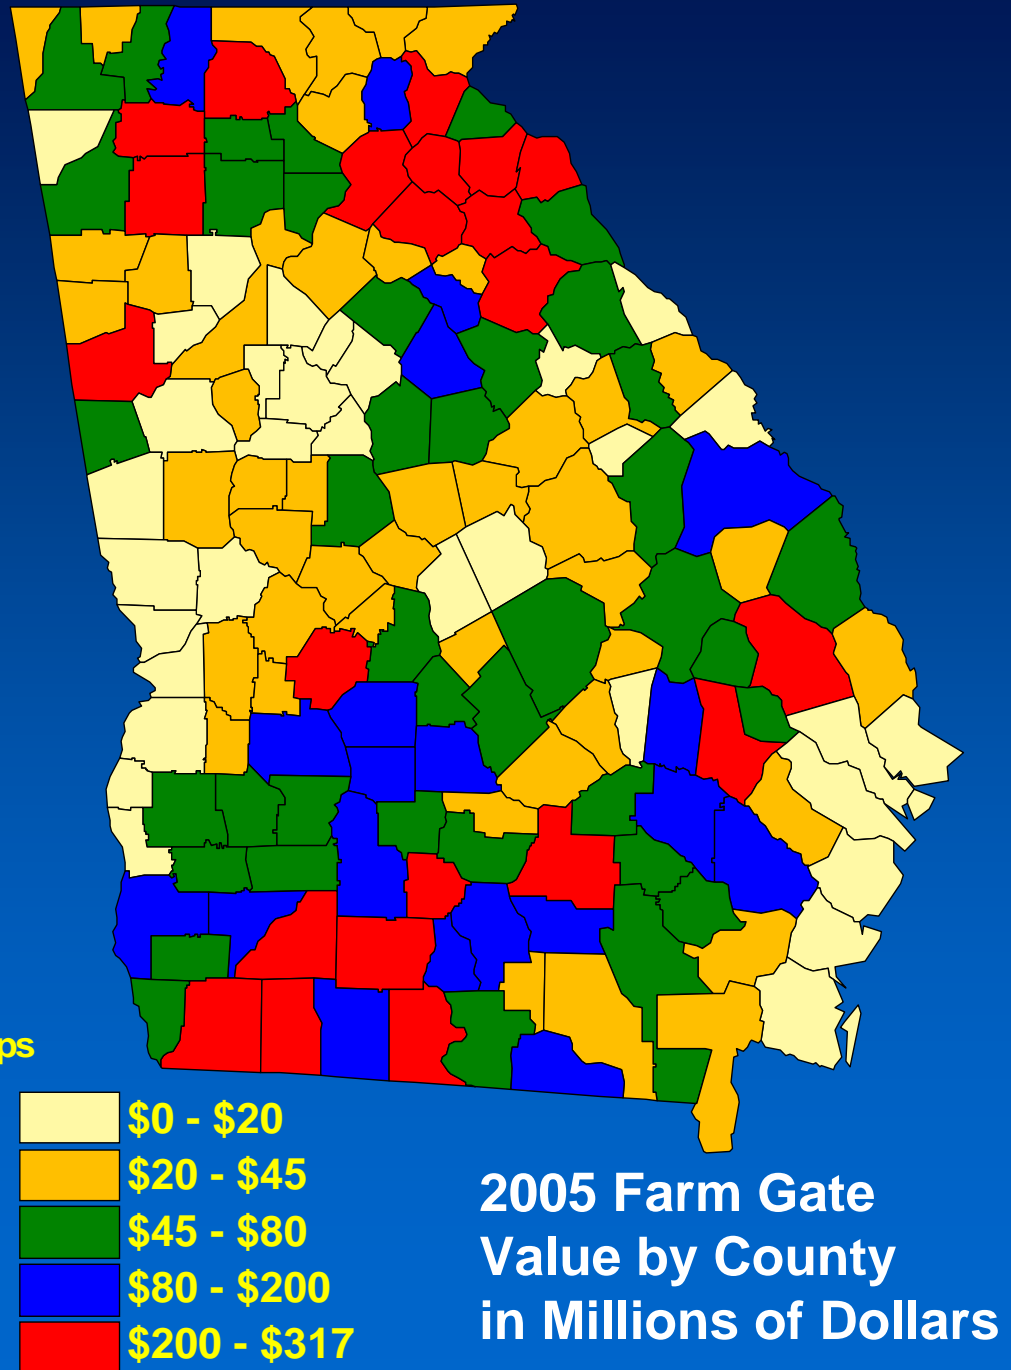 ps
$0 - $20
$20 - $45
$45 - $80
$80 - $200
$200 - $317
2005 Farm Gate
Value by County
in Millions of Dollars